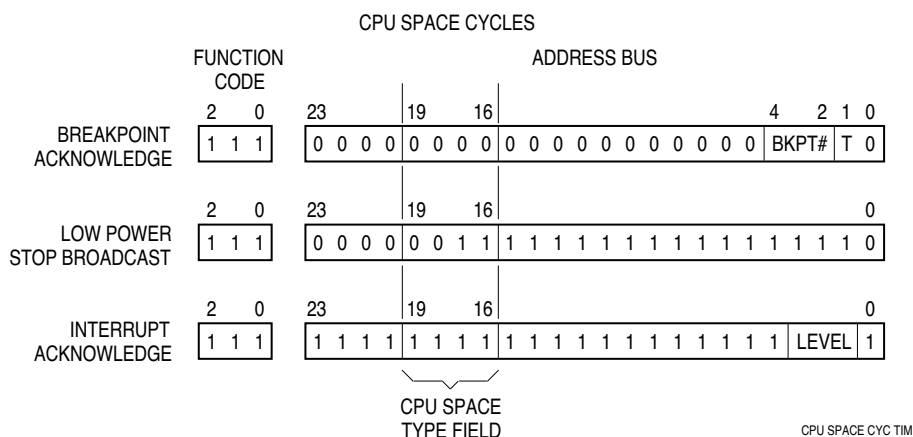 CPU SPACE CYCLES
FUNCTION CODE
ADDRESS BUS
2 0 23 19 16 4 2 1 0
BREAKPOINT ACKNOWLEDGE
1 1 1 0 0 0 0 0 0 0 0 0 0 0 0 0 0 0 0 0 0 0 BKPT# T 0
2 0 23 19 16 0
LOW POWER STOP BROADCAST
1 1 1 0 0 0 0 0 0 1 1 1 1 1 1 1 1 1 1 1 1 1 1 1 1 1 0
2 0 23 19 16 0
INTERRUPT ACKNOWLEDGE
1 1 1 1 1 1 1 1 1 1 1 1 1 1 1 1 1 1 1 1 1 1 1 LEVEL 1
CPU SPACE
TYPE FIELD
CPU SPACE CYC TIM